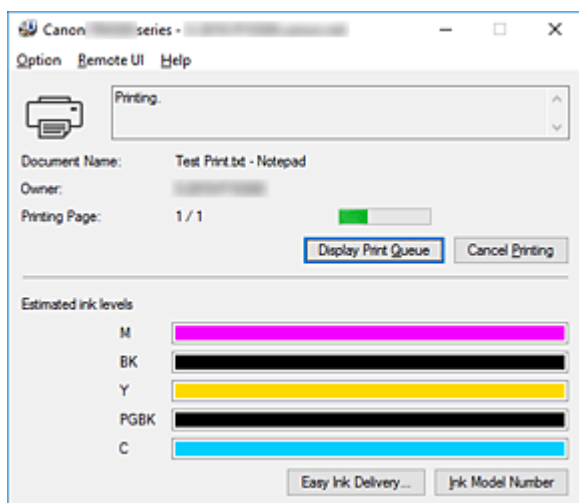 Canon series -
Option Remote UI Help
Printing.
Document Name: Test Print.txt - Notepad
Owner:
Printing Page: 1 / 1
Display Print Queue Cancel Printing
Estimated ink levels
M
BK
Y
PGBK
C
Easy Ink Delivery... Ink Model Number